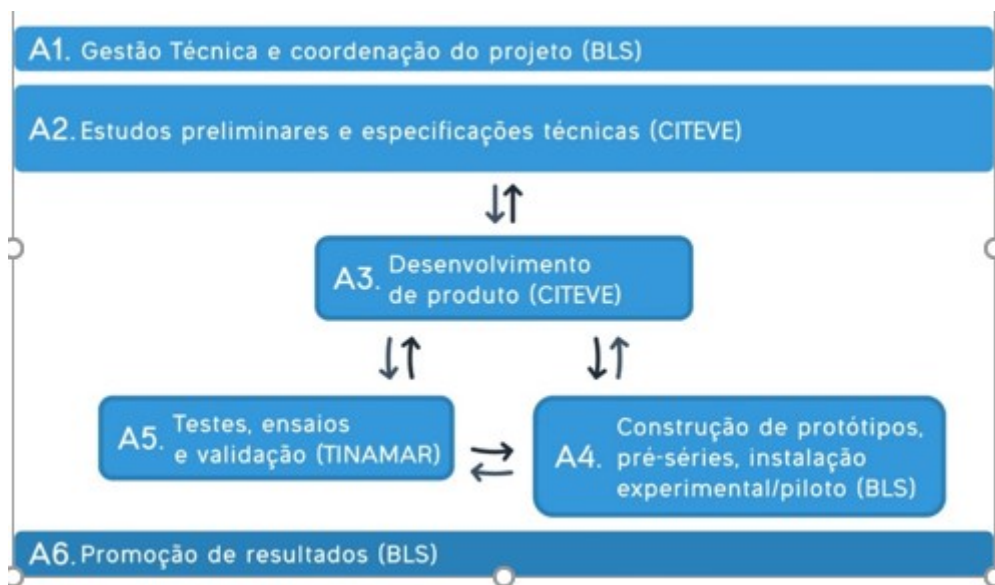 A1. Gestão Técnica e coordenação do projeto (BLS)
A2. Estudos preliminares e especificações técnicas (CITEVE)
A3. Desenvolvimento
de produto (CITEVE)
A5. Testes, ensaios
e validação (TINAMAR)
A4. Construção de protótipos,
pré-séries, instalação
experimental/piloto (BLS)
A6. Promoção de resultados (BLS)